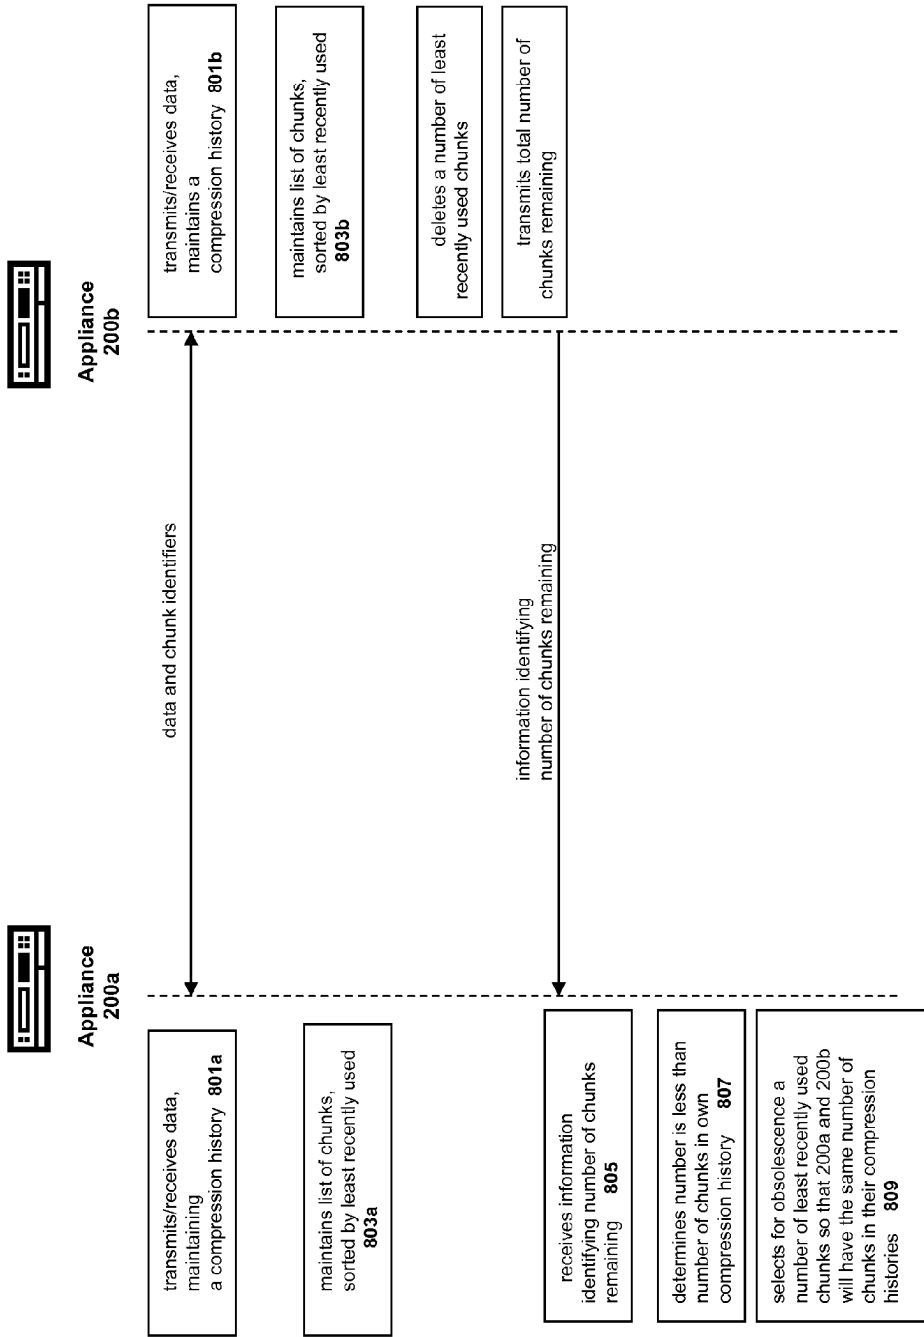 Appliance
200a
Appliance
200b
transmits/receives data,
maintaining
a compression history 801a
data and chunk identifiers
transmits/receives data,
maintains a
compression history 801b
maintains list of chunks,
sorted by least recently used
803a
maintains list of chunks,
sorted by least recently used
803b
deletes a number of least
recently used chunks
transmits total number of
chunks remaining
information identifying
number of chunks remaining
receives information
identifying number of chunks
remaining 805
determines number is less than
number of chunks in own
compression history 807
selects for obsolescence a
number of least recently used
chunks so that 200a and 200b
will have the same number of
chunks in their compression
histories 809